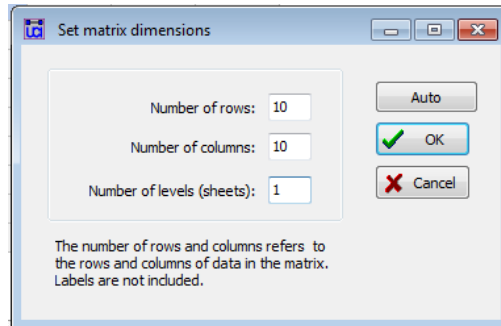 UCI
Set matrix dimensions
Number of rows: 10
Auto
Number of columns: 10
OK
Number of levels (sheets): 1
Cancel
The number of rows and columns refers to
the rows and columns of data in the matrix.
Labels are not included.